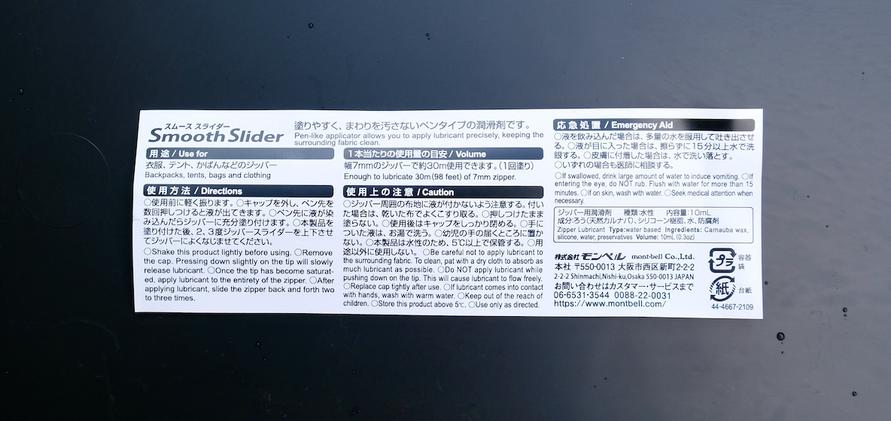 スムース スライダー
Smooth Slider
塗りやすく、まわりを汚さないペンタイプの潤滑剤です。
Pen-like applicator allows you to apply lubricant precisely, keeping the
surrounding fabric clean.
用途 / Use for
衣服、テント、かばんなどのジッパー
Backpacks, tents, bags and clothing
1本当たりの使用量の目安 / Volume
幅7mmのジッパーで約30m使用できます。(1回塗り)
Enough to lubricate 30m (98 feet) of 7mm zipper.
使用方法 / Directions
○使用前に軽く振ります。○キャップを外し、ペン先を
数回押しつけると液が出てきます。○ペン先に液が染
み込んだらジッパーに充分塗り付けます。○本製品を
塗り付けた後、2、3度ジッパースライダーを上下させ
てジッパーによくなじませてください。
○Shake this product lightly before using. ○Remove
the cap. Pressing down slightly on the tip will slowly
release lubricant. ○Once the tip has become saturat-
ed, apply lubricant to the entirety of the zipper. ○After
applying lubricant, slide the zipper back and forth two
to three times.
使用上の注意 / Caution
○ジッパー周囲の布地に液が付かないよう注意する。付い
た場合は、乾いた布でよくこすり取る。○押しつけたまま
塗らない。○使用後はキャップをしっかり閉める。○手に
ついた液は、お湯で洗う。○幼児の手の届くところに置か
ない。○本製品は水性のため、5℃以上で保管する。○用
途以外に使用しない。 ○Be careful not to apply lubricant to
the surrounding fabric. To clean, pat with a dry cloth to absorb as
much lubricant as possible. ○Do NOT apply lubricant while
pushing down on the tip. ○If lubricant comes into contact
○Replace cap tightly after use.
with hands, wash with warm water. ○Keep out of the reach of
children. ○Store this product above 5℃. ○Use only as directed.
応急処置 / Emergency Aid
○液を飲み込んだ場合は、多量の水を服用して吐き出させ
る。○液が目に入った場合は、擦らずに15分以上水で洗
眼する。○皮膚に付着した場合は、水で洗い落とす。
○いずれの場合も医師に相談する。
○If swallowed, drink large amount of water to induce vomiting. ○If
entering the eye, do NOT rub. Flush with water for more than 15
minutes. ○If on skin, wash with water. ○Seek medical attention when
necessary.
ジッパー用潤滑剤 種類:水性 内容量:10mL
成分:ろう(天然カルナバ)、シリコーン樹脂、水、防腐剤
Zipper Lubricant Type:water based Ingredients: Carnauba wax,
silicone, water, preservatives Volume: 10mL (0.3oz)
株式会社モンベル mont-bell Co.,Ltd.
本社 〒550-0013 大阪市西区新町2-2-2
2-2-2 Shinmachi,Nishi-ku,Osaka 550-0013 JAPAN
お問い合わせはカスタマー・サービスまで
06-6531-3544 0088-22-0031
https://www.montbell.com/
プラ
容器
袋
紙
台紙
44-4667-2109